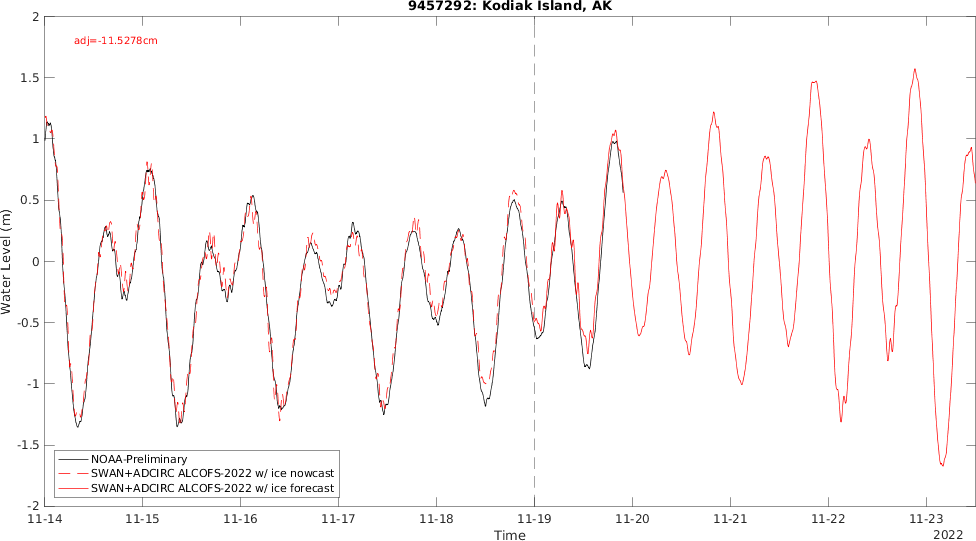 9457292: Kodiak Island, AK
adj=-11.5278cm
2
1.5
1
0.5
0
-0.5
-1
-1.5
-2
Water Level (m)
NOAA-Preliminary
SWAN+ADCIRC ALCOFS-2022 w/ ice nowcast
SWAN+ADCIRC ALCOFS-2022 w/ ice forecast
11-14 11-15 11-16 11-17 11-18 11-19 11-20 11-21 11-22 11-23
Time
2022